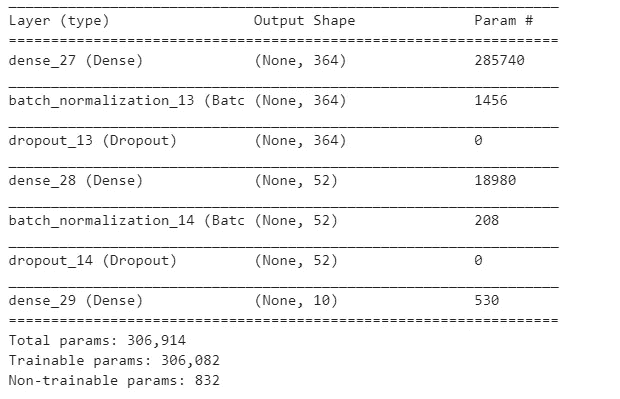 Layer (type) Output Shape Param #
dense_27 (Dense) (None, 364) 285740
batch_normalization_13 (Batc (None, 364) 1456
dropout_13 (Dropout) (None, 364) 0
dense_28 (Dense) (None, 52) 18980
batch_normalization_14 (Batc (None, 52) 208
dropout_14 (Dropout) (None, 52) 0
dense_29 (Dense) (None, 10) 530
Total params: 306,914
Trainable params: 306,082
Non-trainable params: 832